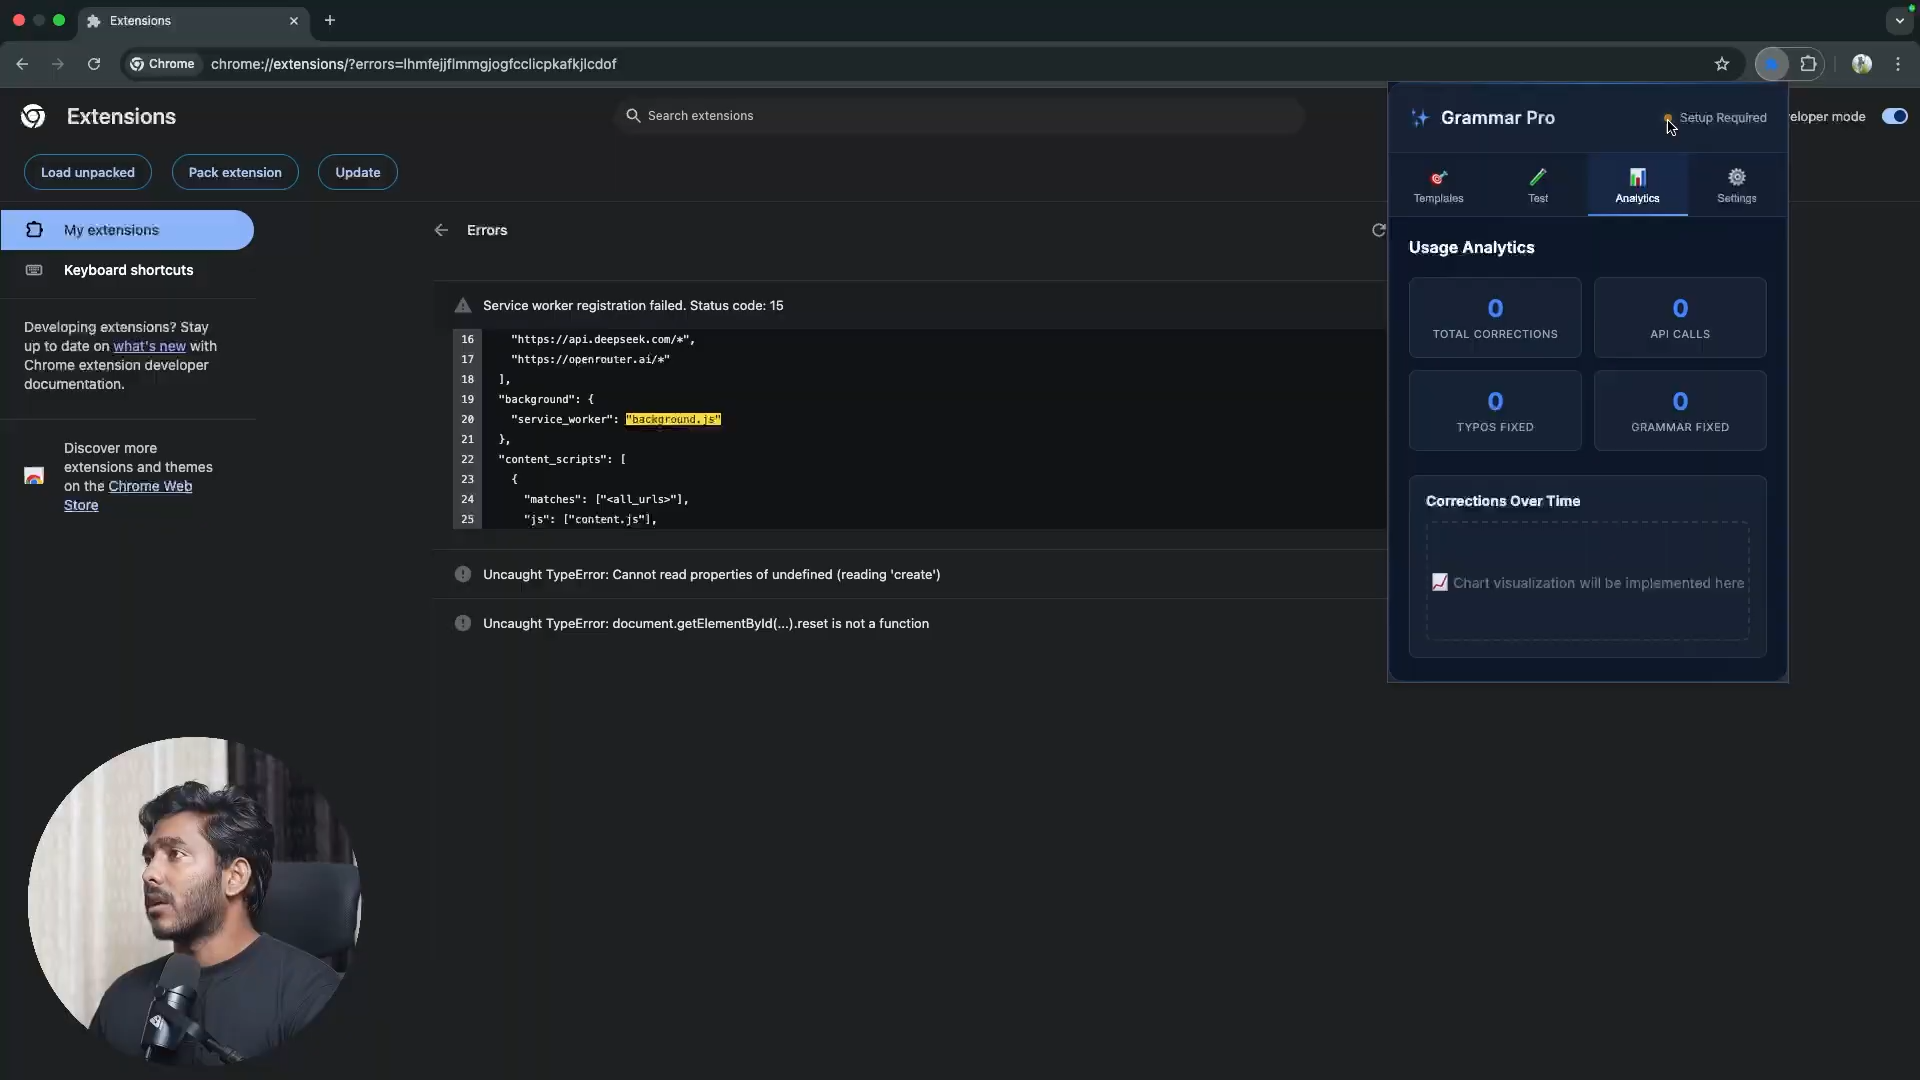 Extensions
Chrome
chrome://extensions/?errors=lhmfejjflmmgjogfcclicpkafkjlcdof
Extensions
Search extensions
Load unpacked
Pack extension
Update
My extensions
Keyboard shortcuts
Developing extensions? Stay
up to date on what's new with
Chrome extension developer
documentation.
Discover more
extensions and themes
on the Chrome Web
Store
Errors
Service worker registration failed. Status code: 15
16 "https://api.deepseek.com/*",
17 "https://openrouter.ai/*"
18 ],
19 "background": {
20 "service_worker": "background.js"
21 },
22 "content_scripts": [
23 {
24 "matches": ["<all_urls>"],
25 "js": ["content.js"],
Uncaught TypeError: Cannot read properties of undefined (reading 'create')
Uncaught TypeError: document.getElementById(...).reset is not a function
Grammar Pro
Setup Required
eloper mode
Templates
Test
Analytics
Settings
Usage Analytics
0
TOTAL CORRECTIONS
0
API CALLS
0
TYPOS FIXED
0
GRAMMAR FIXED
Corrections Over Time
Chart visualization will be implemented here